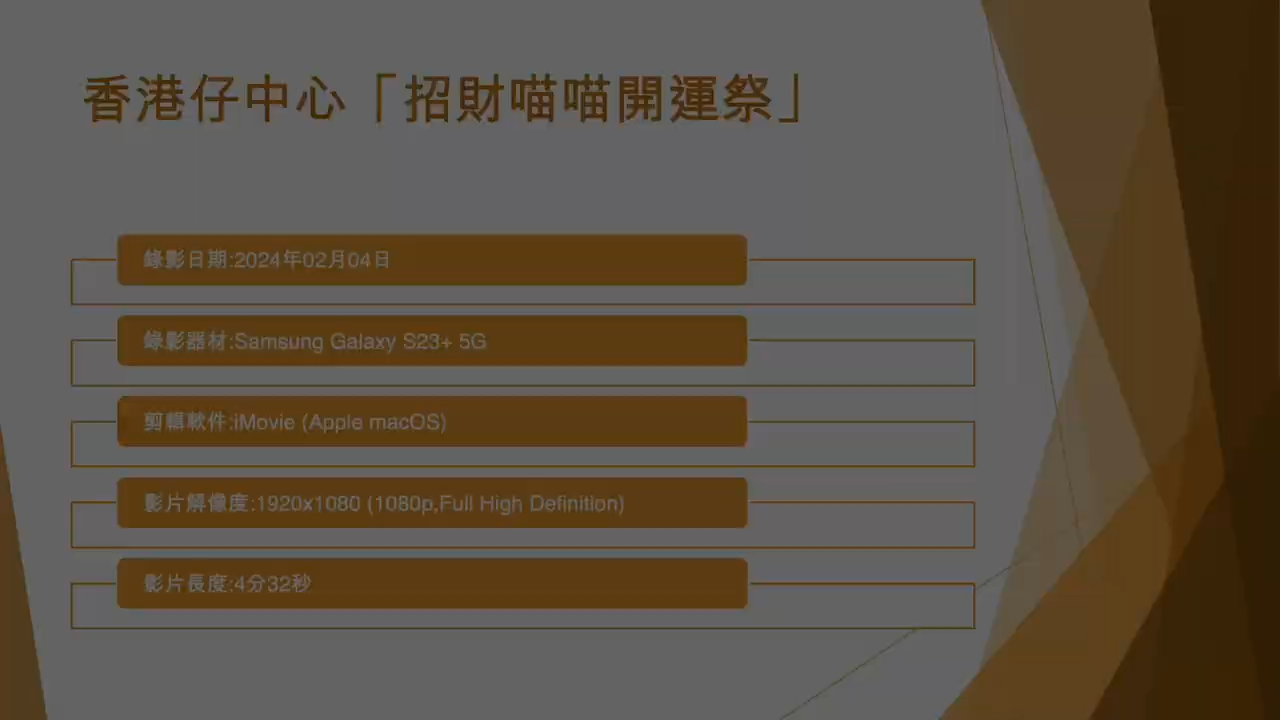 香港仔中心「招財喵喵開運祭」
錄影日期:2024年02月04日
錄影器材:Samsung Galaxy S23+ 5G
剪輯軟件:iMovie (Apple macOS)
影片解像度:1920x1080 (1080p,Full High Definition)
影片長度:4分32秒